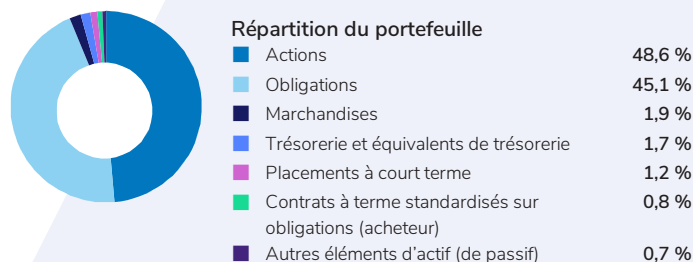 Répartition du portefeuille
Actions 48,6 %
Obligations 45,1 %
Marchandises 1,9 %
Trésorerie et équivalents de trésorerie 1,7 %
Placements à court terme 1,2 %
Contrats à terme standardisés sur 0,8 %
obligations (acheteur)
Autres éléments d'actif (de passif) 0,7 %